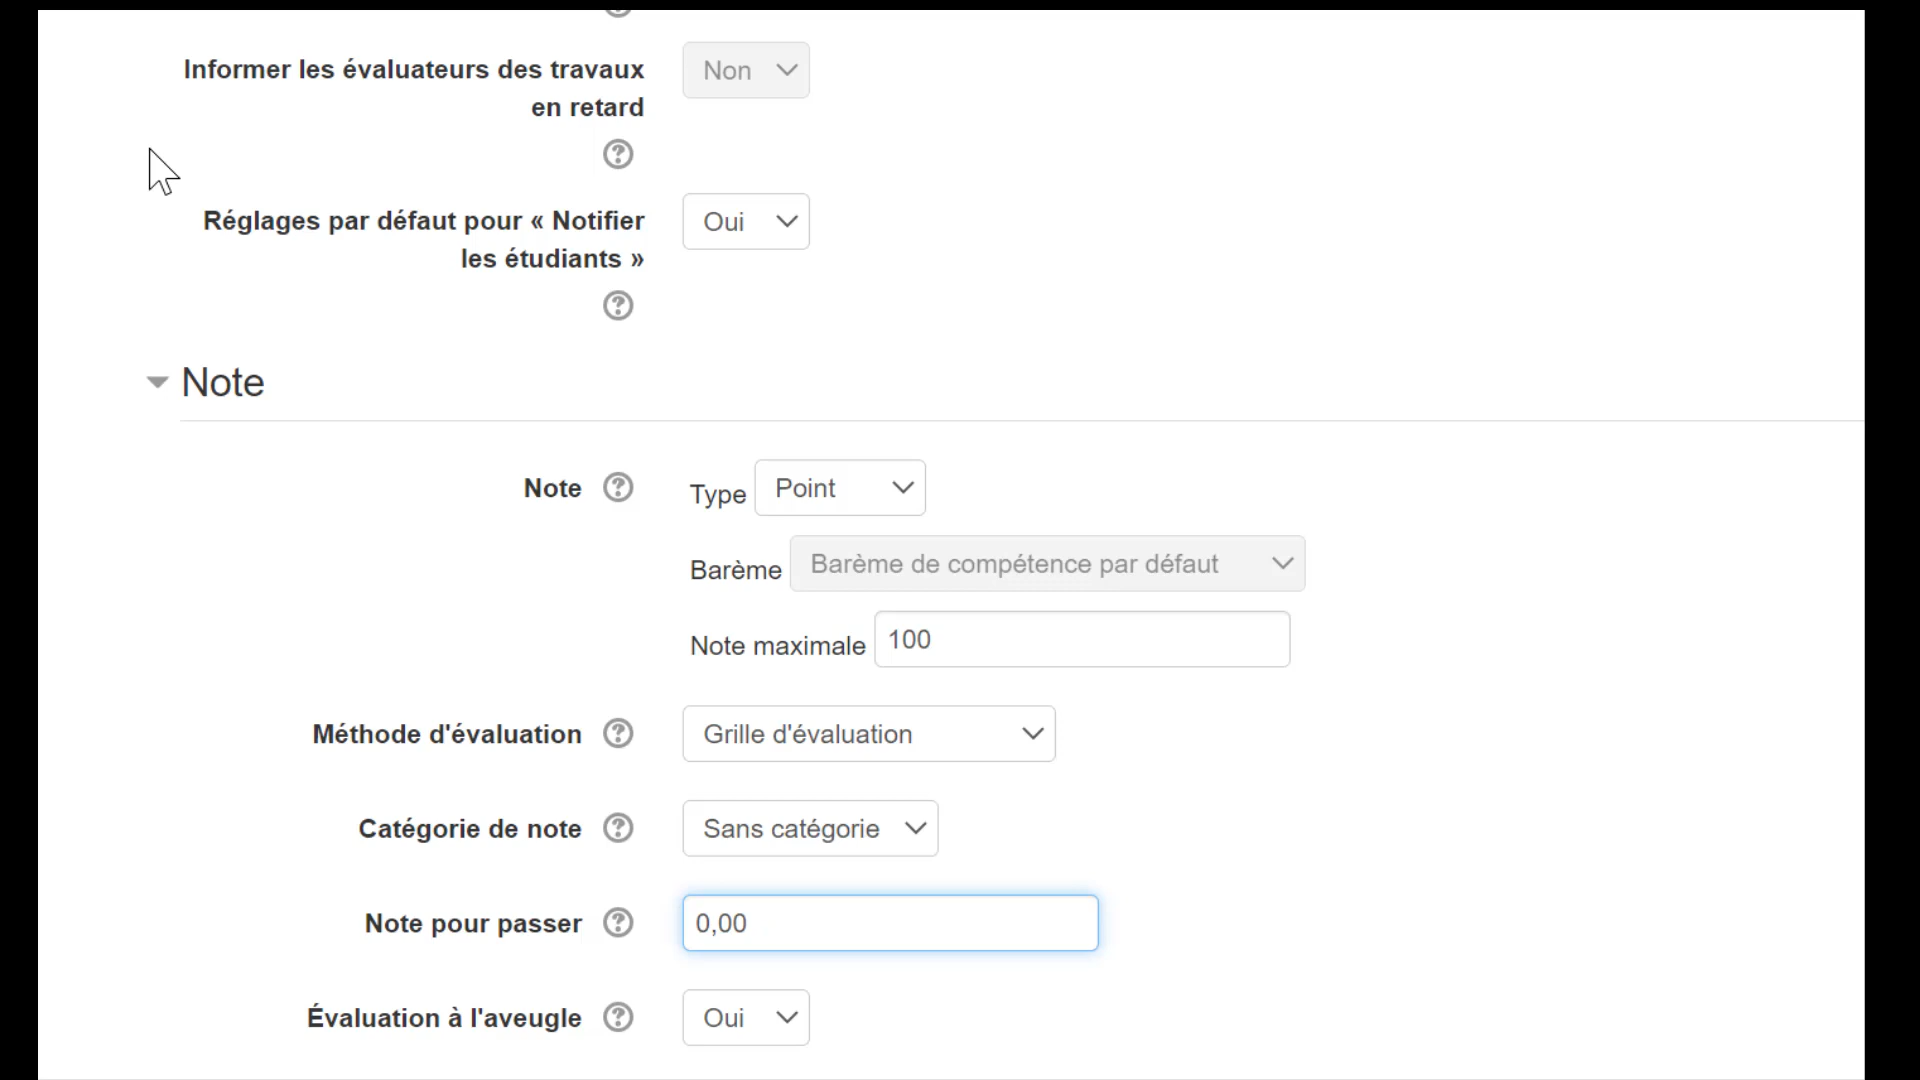 Informer les évaluateurs des travaux
en retard
Non
Réglages par défaut pour « Notifier
les étudiants »
Oui
Note
Note
Type
Point
Barème
Barème de compétence par défaut
Note maximale
100
Méthode d'évaluation
Grille d'évaluation
Catégorie de note
Sans catégorie
Note pour passer
0,00
Évaluation à l'aveugle
Oui